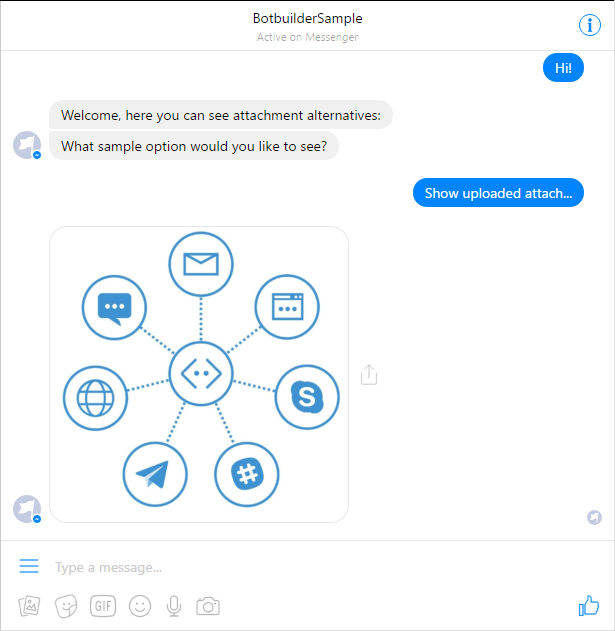 BotbuilderSample
Active on Messenger
Hi!
Welcome, here you can see attachment alternatives:
What sample option would you like to see?
Show uploaded attach...
S
Type a message...
GIF